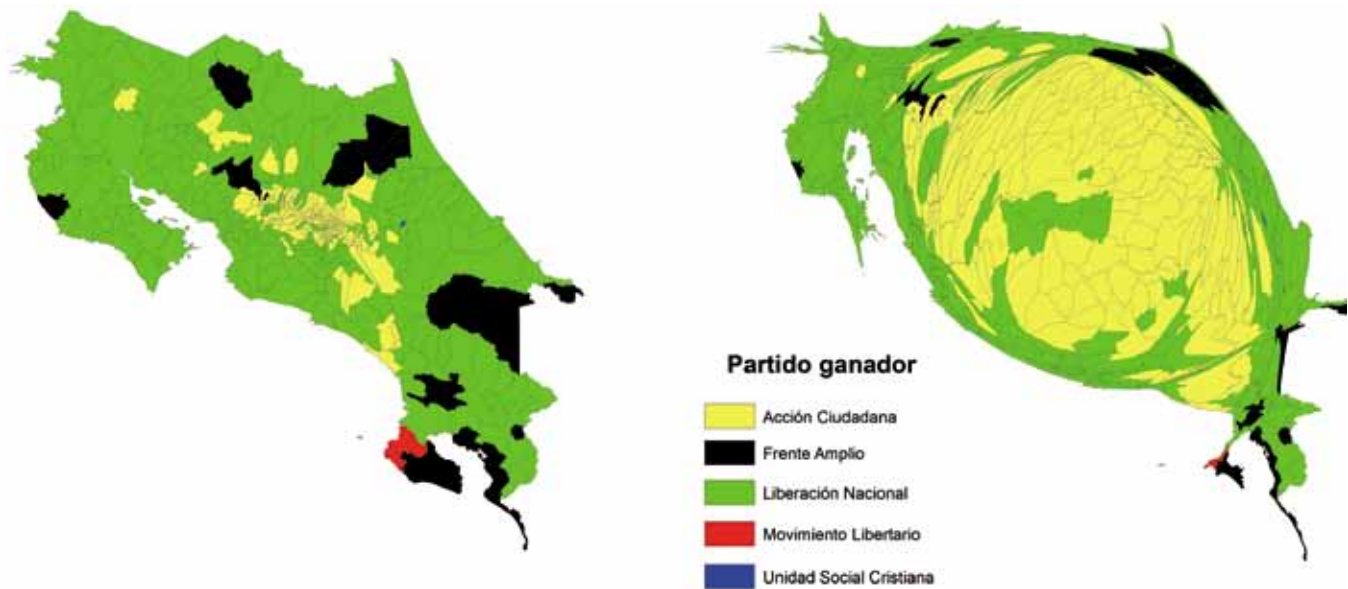 Partido ganador
Acción Ciudadana
Frente Amplio
Liberación Nacional
Movimiento Libertario
Unidad Social Cristiana